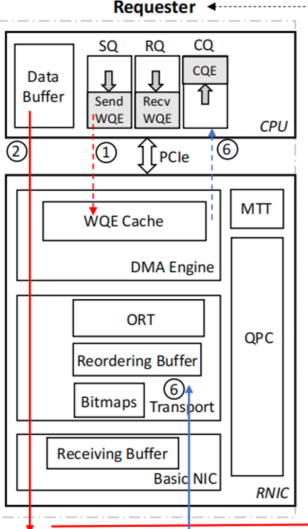 Requester
SQ RQ CQ
Data
Buffer
Send
WQE
Recv
WQE
CQE
CPU
2
1
6
PCIe
WQE Cache
DMA Engine
MTT
QPC
ORT
Reordering Buffer
6
Bitmaps
Transport
Receiving Buffer
Basic NIC
RNIC